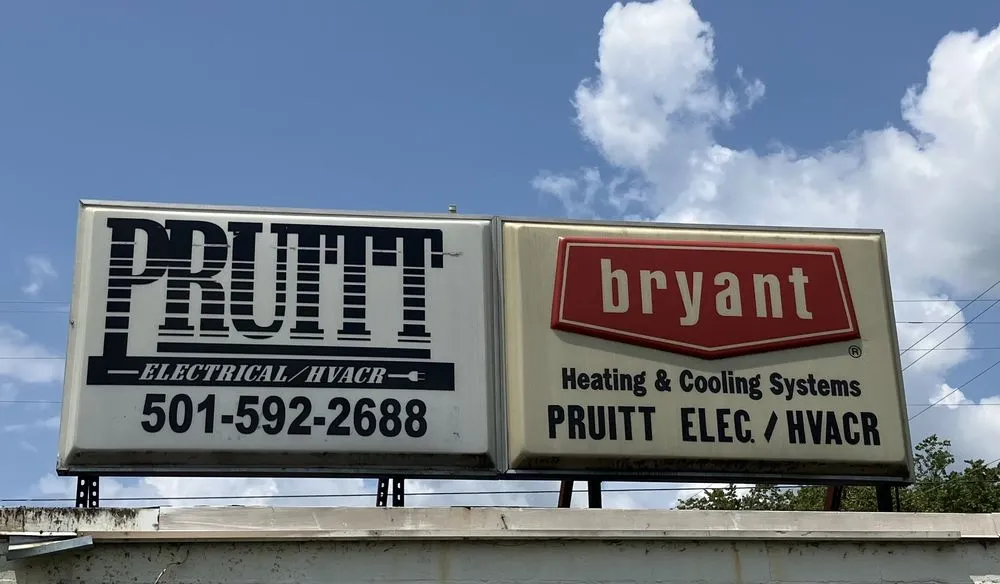 PRUITT
ELECTRICAL/HVACR
501-592-2688
bryant
®
Heating & Cooling Systems
PRUITT ELEC. / HVACR